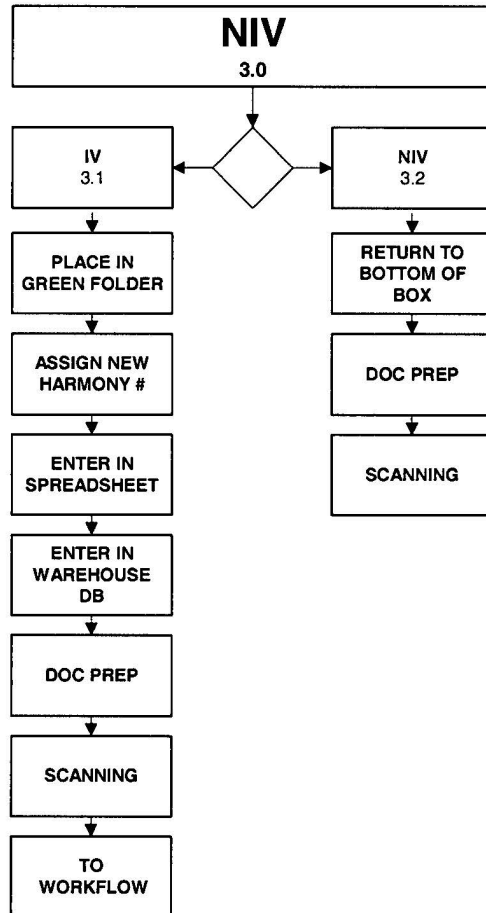 NIV
3.0
IV
3.1
NIV
3.2
PLACE IN
GREEN FOLDER
RETURN TO
BOTTOM OF
BOX
ASSIGN NEW
HARMONY #
DOC PREP
ENTER IN
SPREADSHEET
SCANNING
ENTER IN
WAREHOUSE
DB
DOC PREP
SCANNING
TO
WORKFLOW